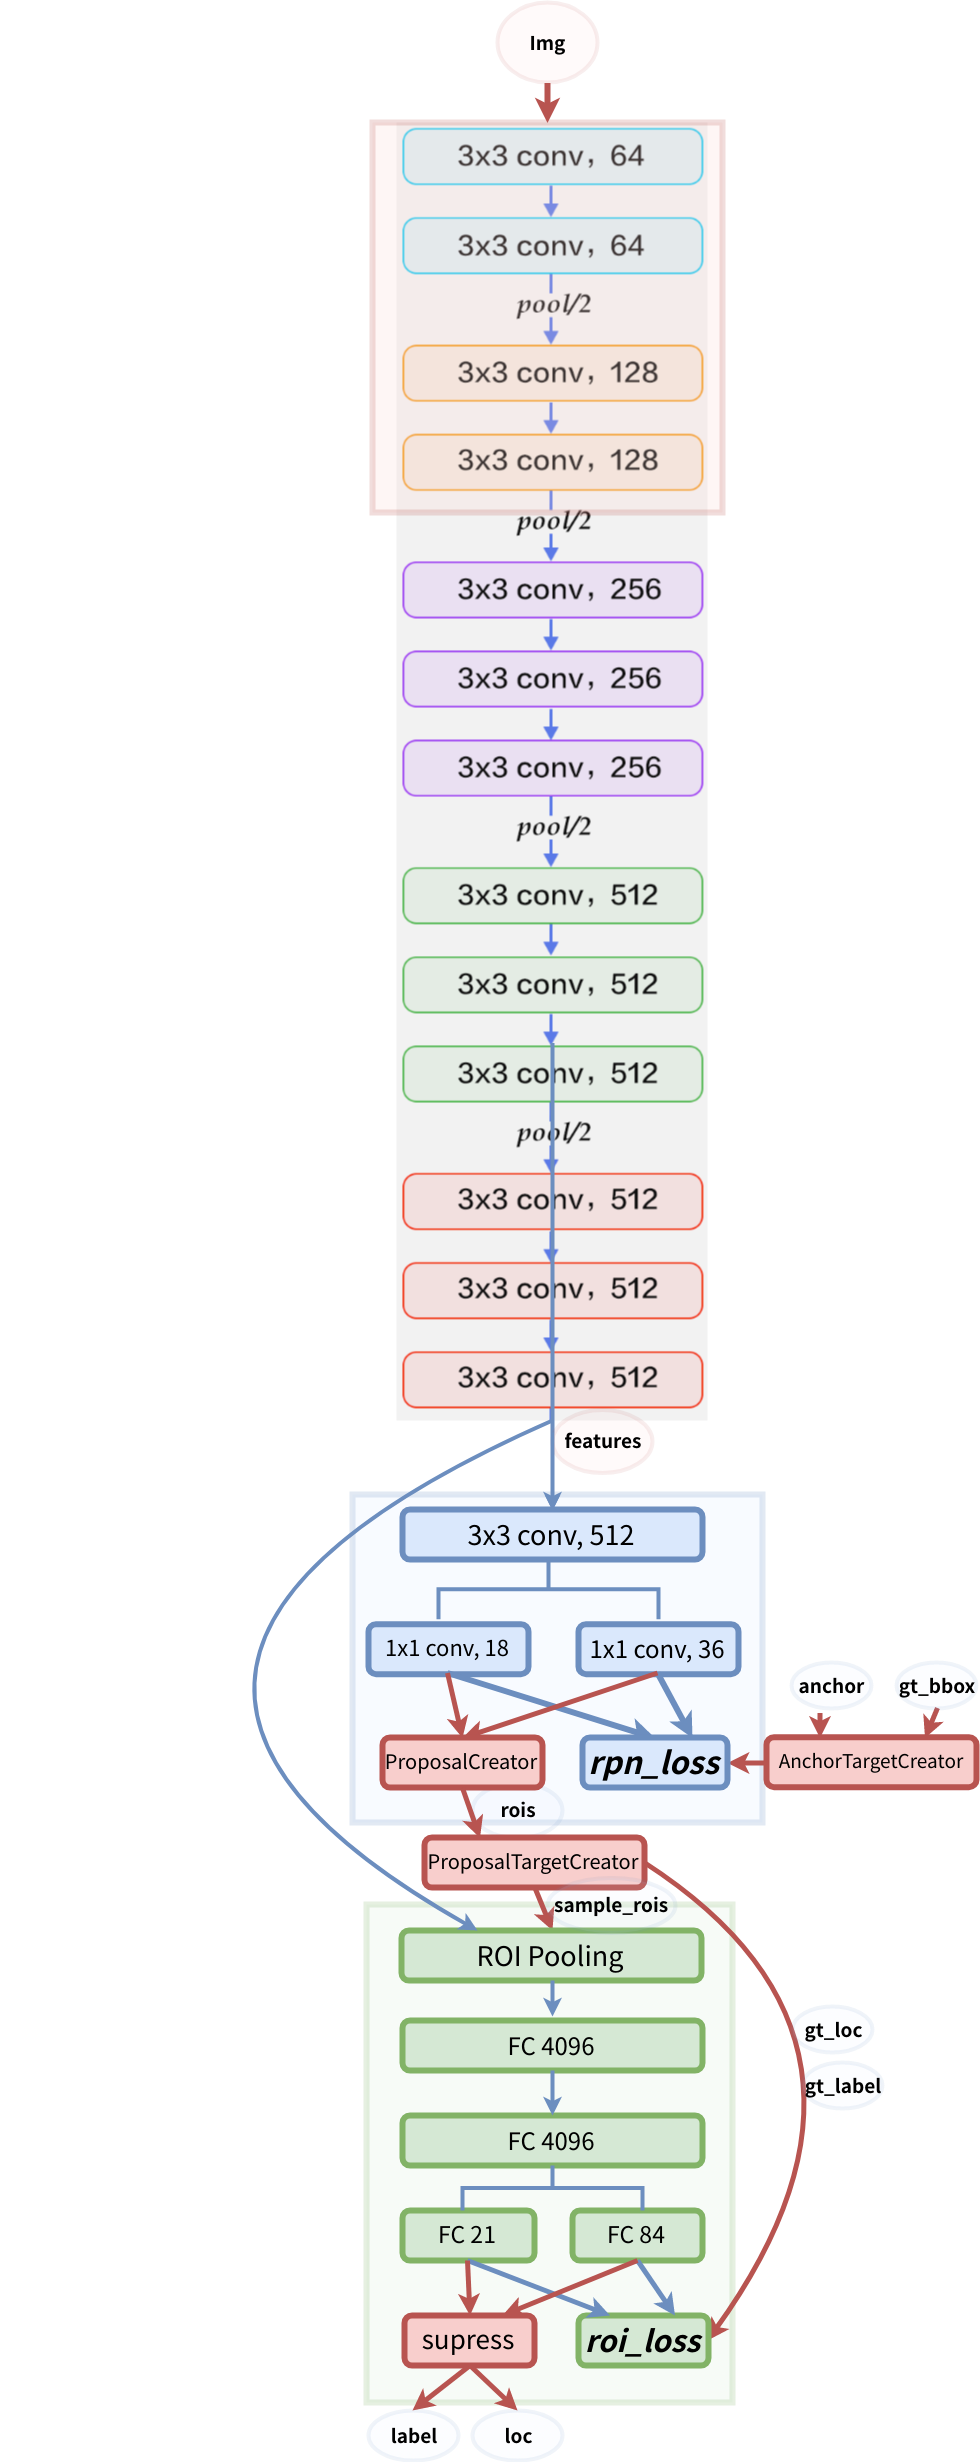 Img
3x3 conv, 64
3x3 conv, 64
pool/2
3x3 conv, 128
3x3 conv, 128
pool/2
3x3 conv, 256
3x3 conv, 256
3x3 conv, 256
pool/2
3x3 conv, 512
3x3 conv, 512
3x3 conv, 512
pool/2
3x3 conv, 512
3x3 conv, 512
3x3 conv, 512
features
3x3 conv, 512
1x1 conv, 18
1x1 conv, 36
anchor
gt_bbox
ProposalCreator
rpn_loss
AnchorTargetCreator
rois
ProposalTargetCreator
sample_rois
ROI Pooling
gt_loc
FC 4096
gt_label
FC 4096
FC 21
FC 84
supress
roi_loss
label
loc